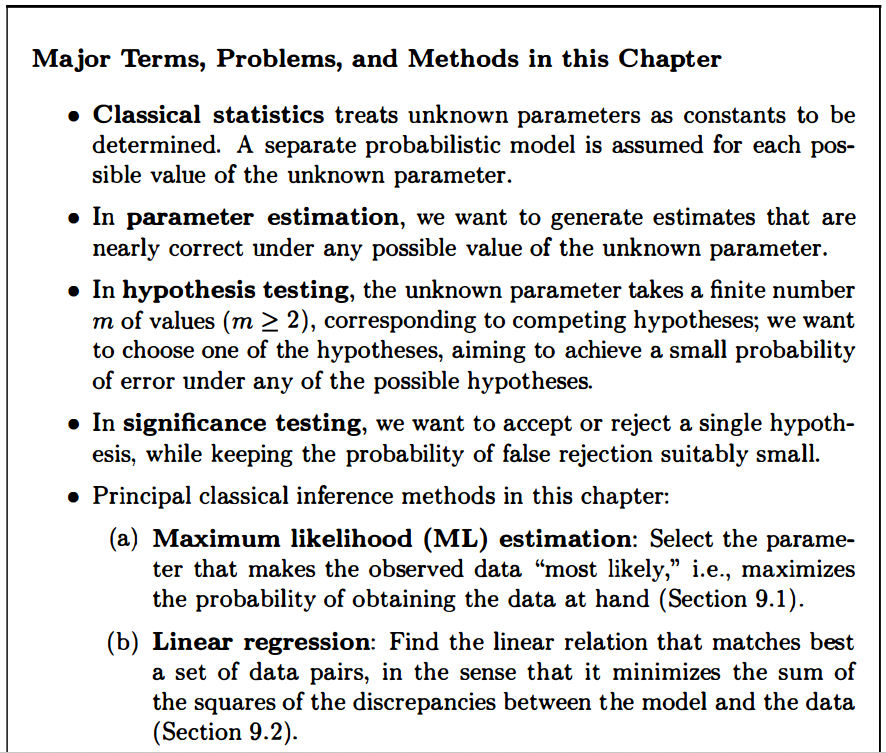 Major Terms, Problems, and Methods in this Chapter
• Classical statistics treats unknown parameters as constants to be
determined. A separate probabilistic model is assumed for each pos-
sible value of the unknown parameter.
• In parameter estimation, we want to generate estimates that are
nearly correct under any possible value of the unknown parameter.
• In hypothesis testing, the unknown parameter takes a finite number
m of values (m ≥ 2), corresponding to competing hypotheses; we want
to choose one of the hypotheses, aiming to achieve a small probability
of error under any of the possible hypotheses.
• In significance testing, we want to accept or reject a single hypoth-
esis, while keeping the probability of false rejection suitably small.
• Principal classical inference methods in this chapter:
(a) Maximum likelihood (ML) estimation: Select the parame-
ter that makes the observed data “most likely,” i.e., maximizes
the probability of obtaining the data at hand (Section 9.1).
(b) Linear regression: Find the linear relation that matches best
a set of data pairs, in the sense that it minimizes the sum of
the squares of the discrepancies between the model and the data
(Section 9.2).